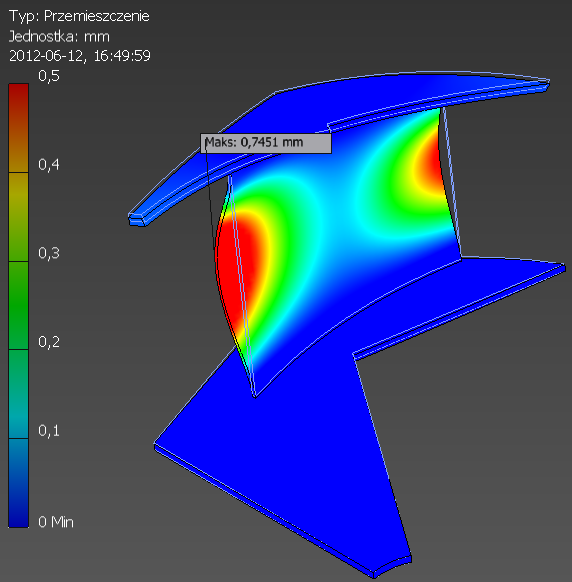 Typ: Przemieszczenie
Jednostka: mm
2012-06-12, 16:49:59
0,5
Maks: 0,7451 mm
0,4
0,3
0,2
0,1
0 Min